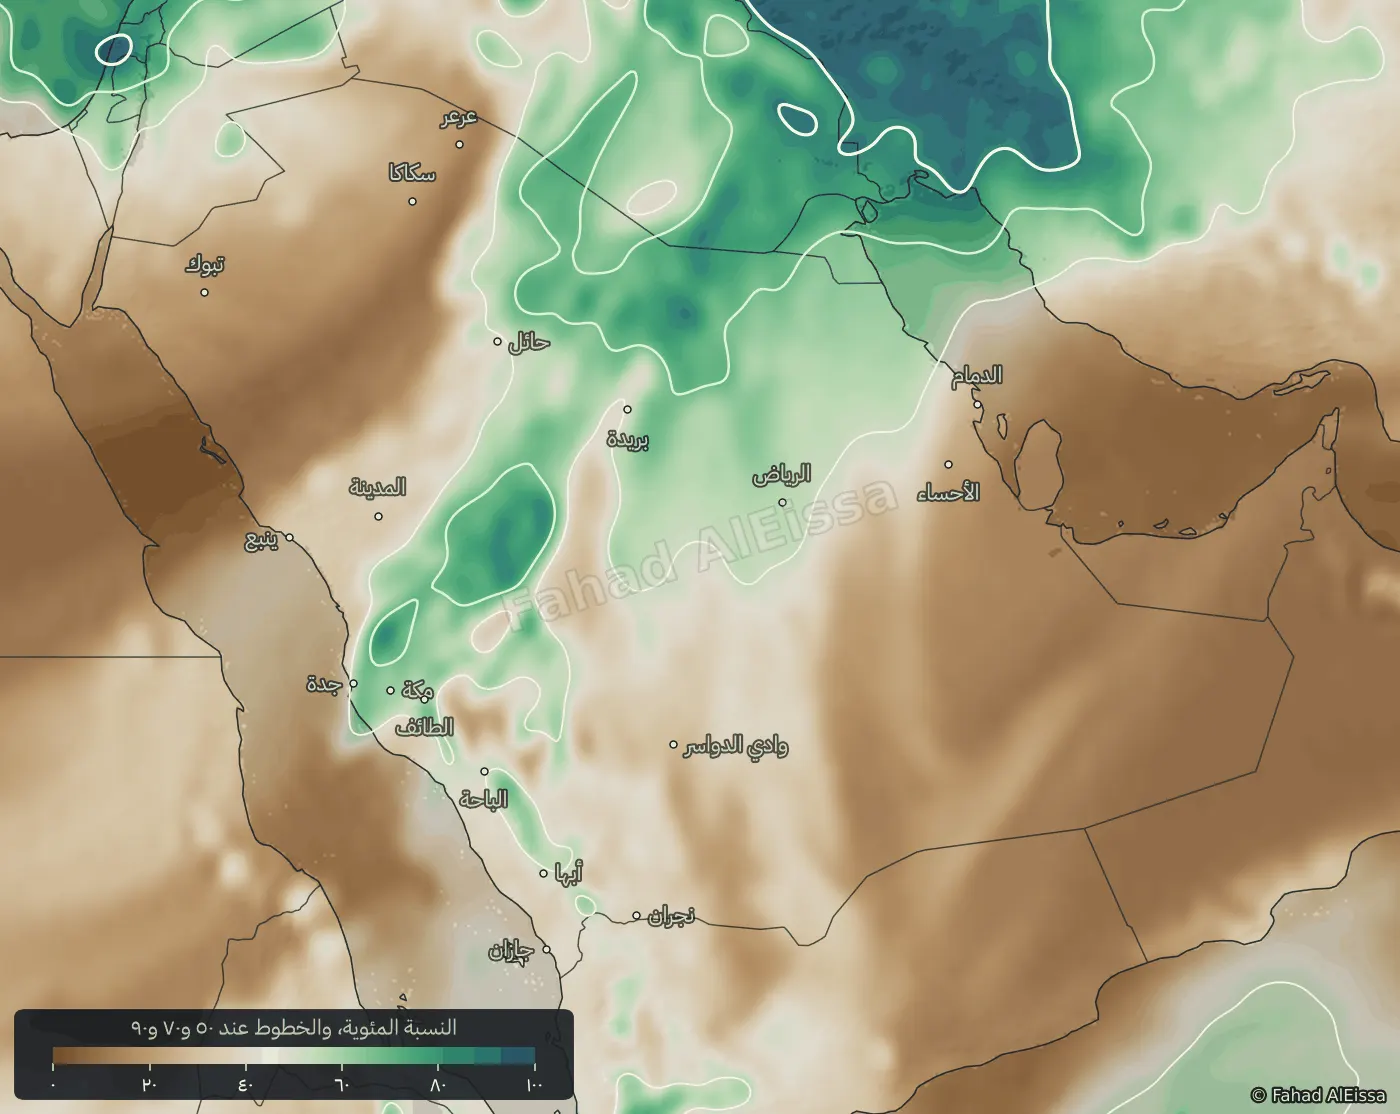 عرعر
سكاكا
تبوك
حائل
الدمام
بريدة
الرياض
الأحساء
المدينة
ينبع
Fahad AlEissa
جدة
مكة
الطائف
وادي الدواسر
الباحة
أبها
نجران
جازان
النسبة المئوية، والخطوط عند ٥٠ و٧٠ و٩٠
٠ ٢٠ ٤٠ ٦٠ ٨٠ ١٠٠
© Fahad AlEissa